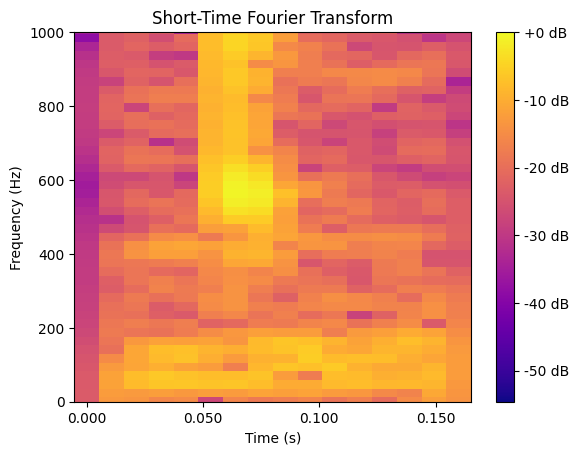 Short-Time Fourier Transform
Frequency (Hz)
1000
800
600
400
200
0
0.000
0.050
0.100
0.150
Time (s)
+0 dB
-10 dB
-20 dB
-30 dB
-40 dB
-50 dB